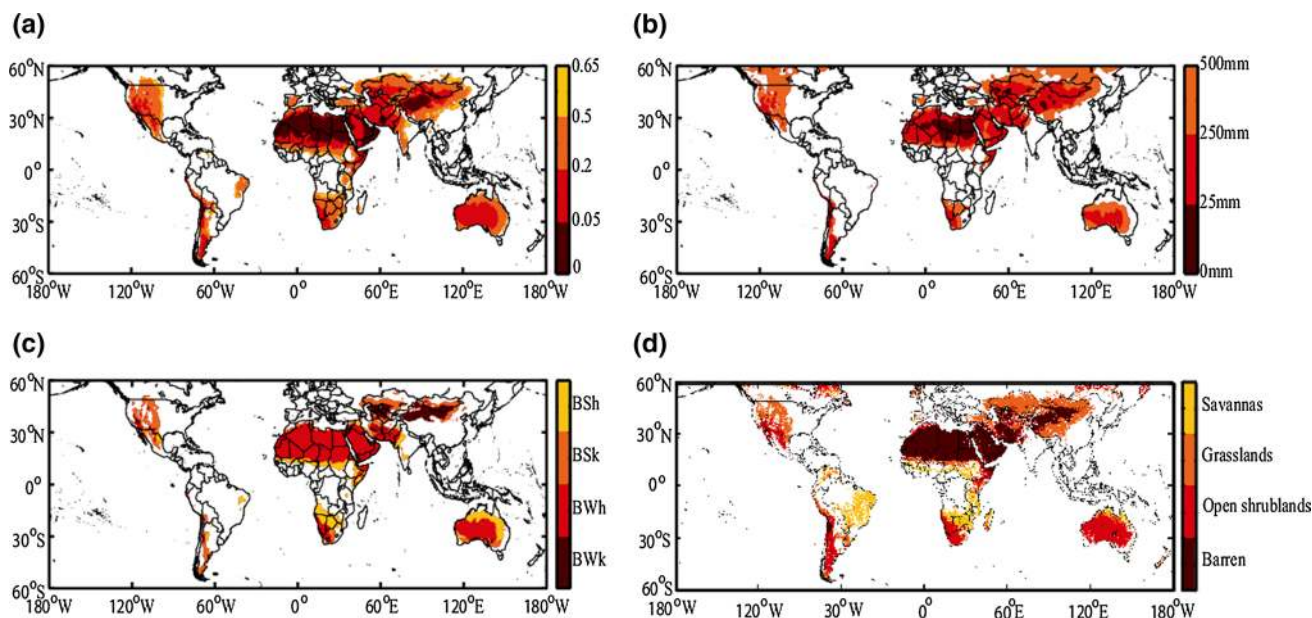 (a)
60°N
30°N
0°
30°S
60°S
180°W
120°W
60°W
0°
60°E
120°E
180°W
0.65
0.5
0.2
0.05
0
(b)
60°N
30°N
0°
30°S
60°S
180°W
120°W
60°W
0°
60°E
120°E
180°W
500mm
250mm
25mm
0mm
(c)
60°N
30°N
0°
30°S
60°S
180°W
120°W
60°W
0°
60°E
120°E
180°W
BSh
BSk
BWh
BWk
(d)
60°N
30°N
0°
30°S
60°S
180°W
120°W
30°W
0°
60°E
120°E
180°W
Savannas
Grasslands
Open shrublands
Barren